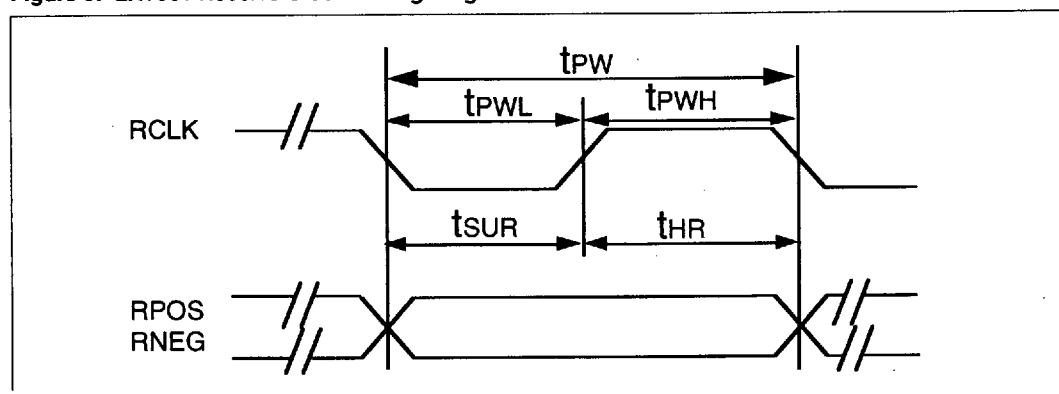 tPW
tPWL tPWH
RCLK
tSUR tHR
RPOS
RNEG